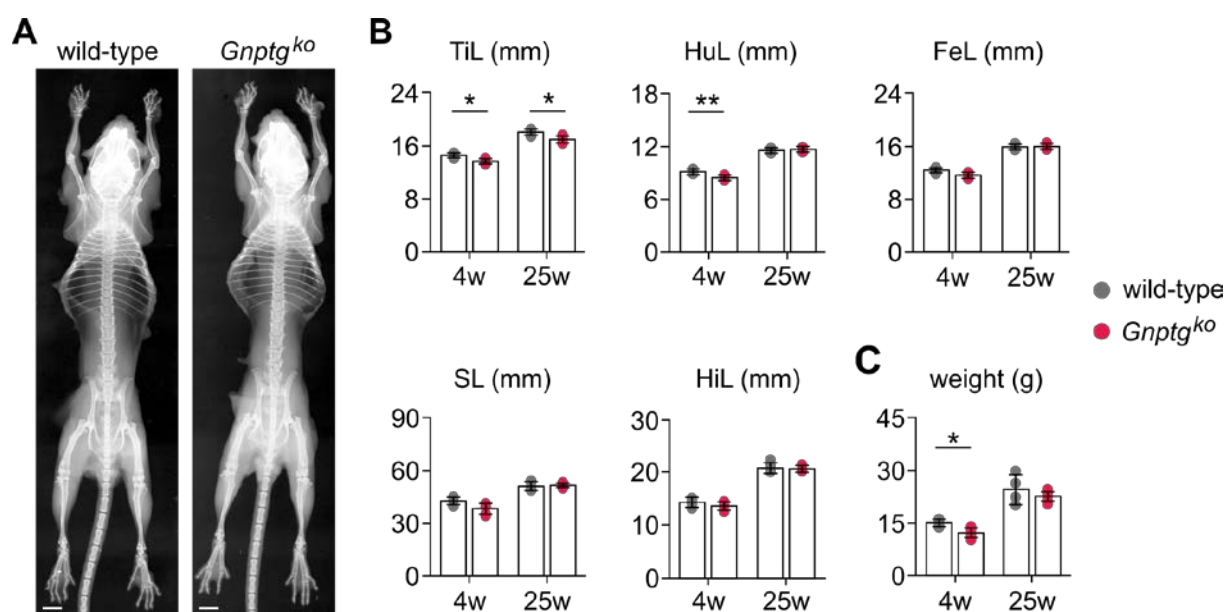 A
wild-type Gnptg^ko
B
TiL (mm) HuL (mm) FeL (mm)
24 18 24
* * **
16 12 16
8 6 8
0 0 0
4w 25w 4w 25w 4w 25w
wild-type
Gnptg^ko
SL (mm) HiL (mm)
90 30
60 20
30 10
0 0
4w 25w 4w 25w
C
weight (g)
45
*
30
15
0
4w 25w